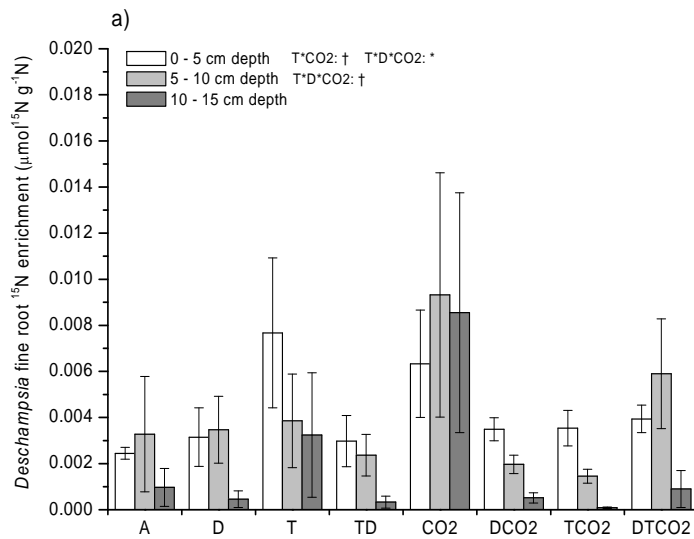 a)
0 - 5 cm depth T*CO2: † T*D*CO2: *
5 - 10 cm depth T*D*CO2: †
10 - 15 cm depth
Deschampsia fine root ¹⁵N enrichment (μmol¹⁵N g⁻¹N)
0.020
0.018
0.016
0.014
0.012
0.010
0.008
0.006
0.004
0.002
0.000
A D T TD CO2 DCO2 TCO2 DTCO2